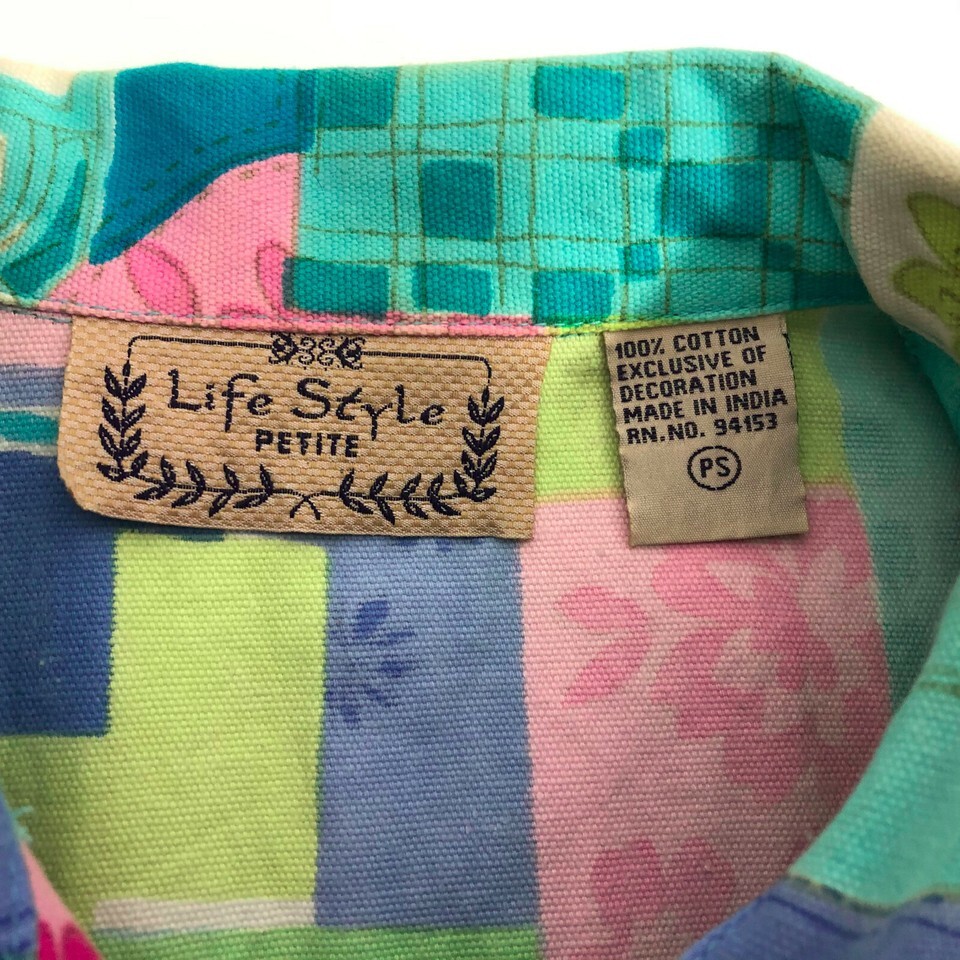 Life Style
PETITE
100% COTTON
EXCLUSIVE OF
DECORATION
MADE IN INDIA
RN.NO. 94153
PS